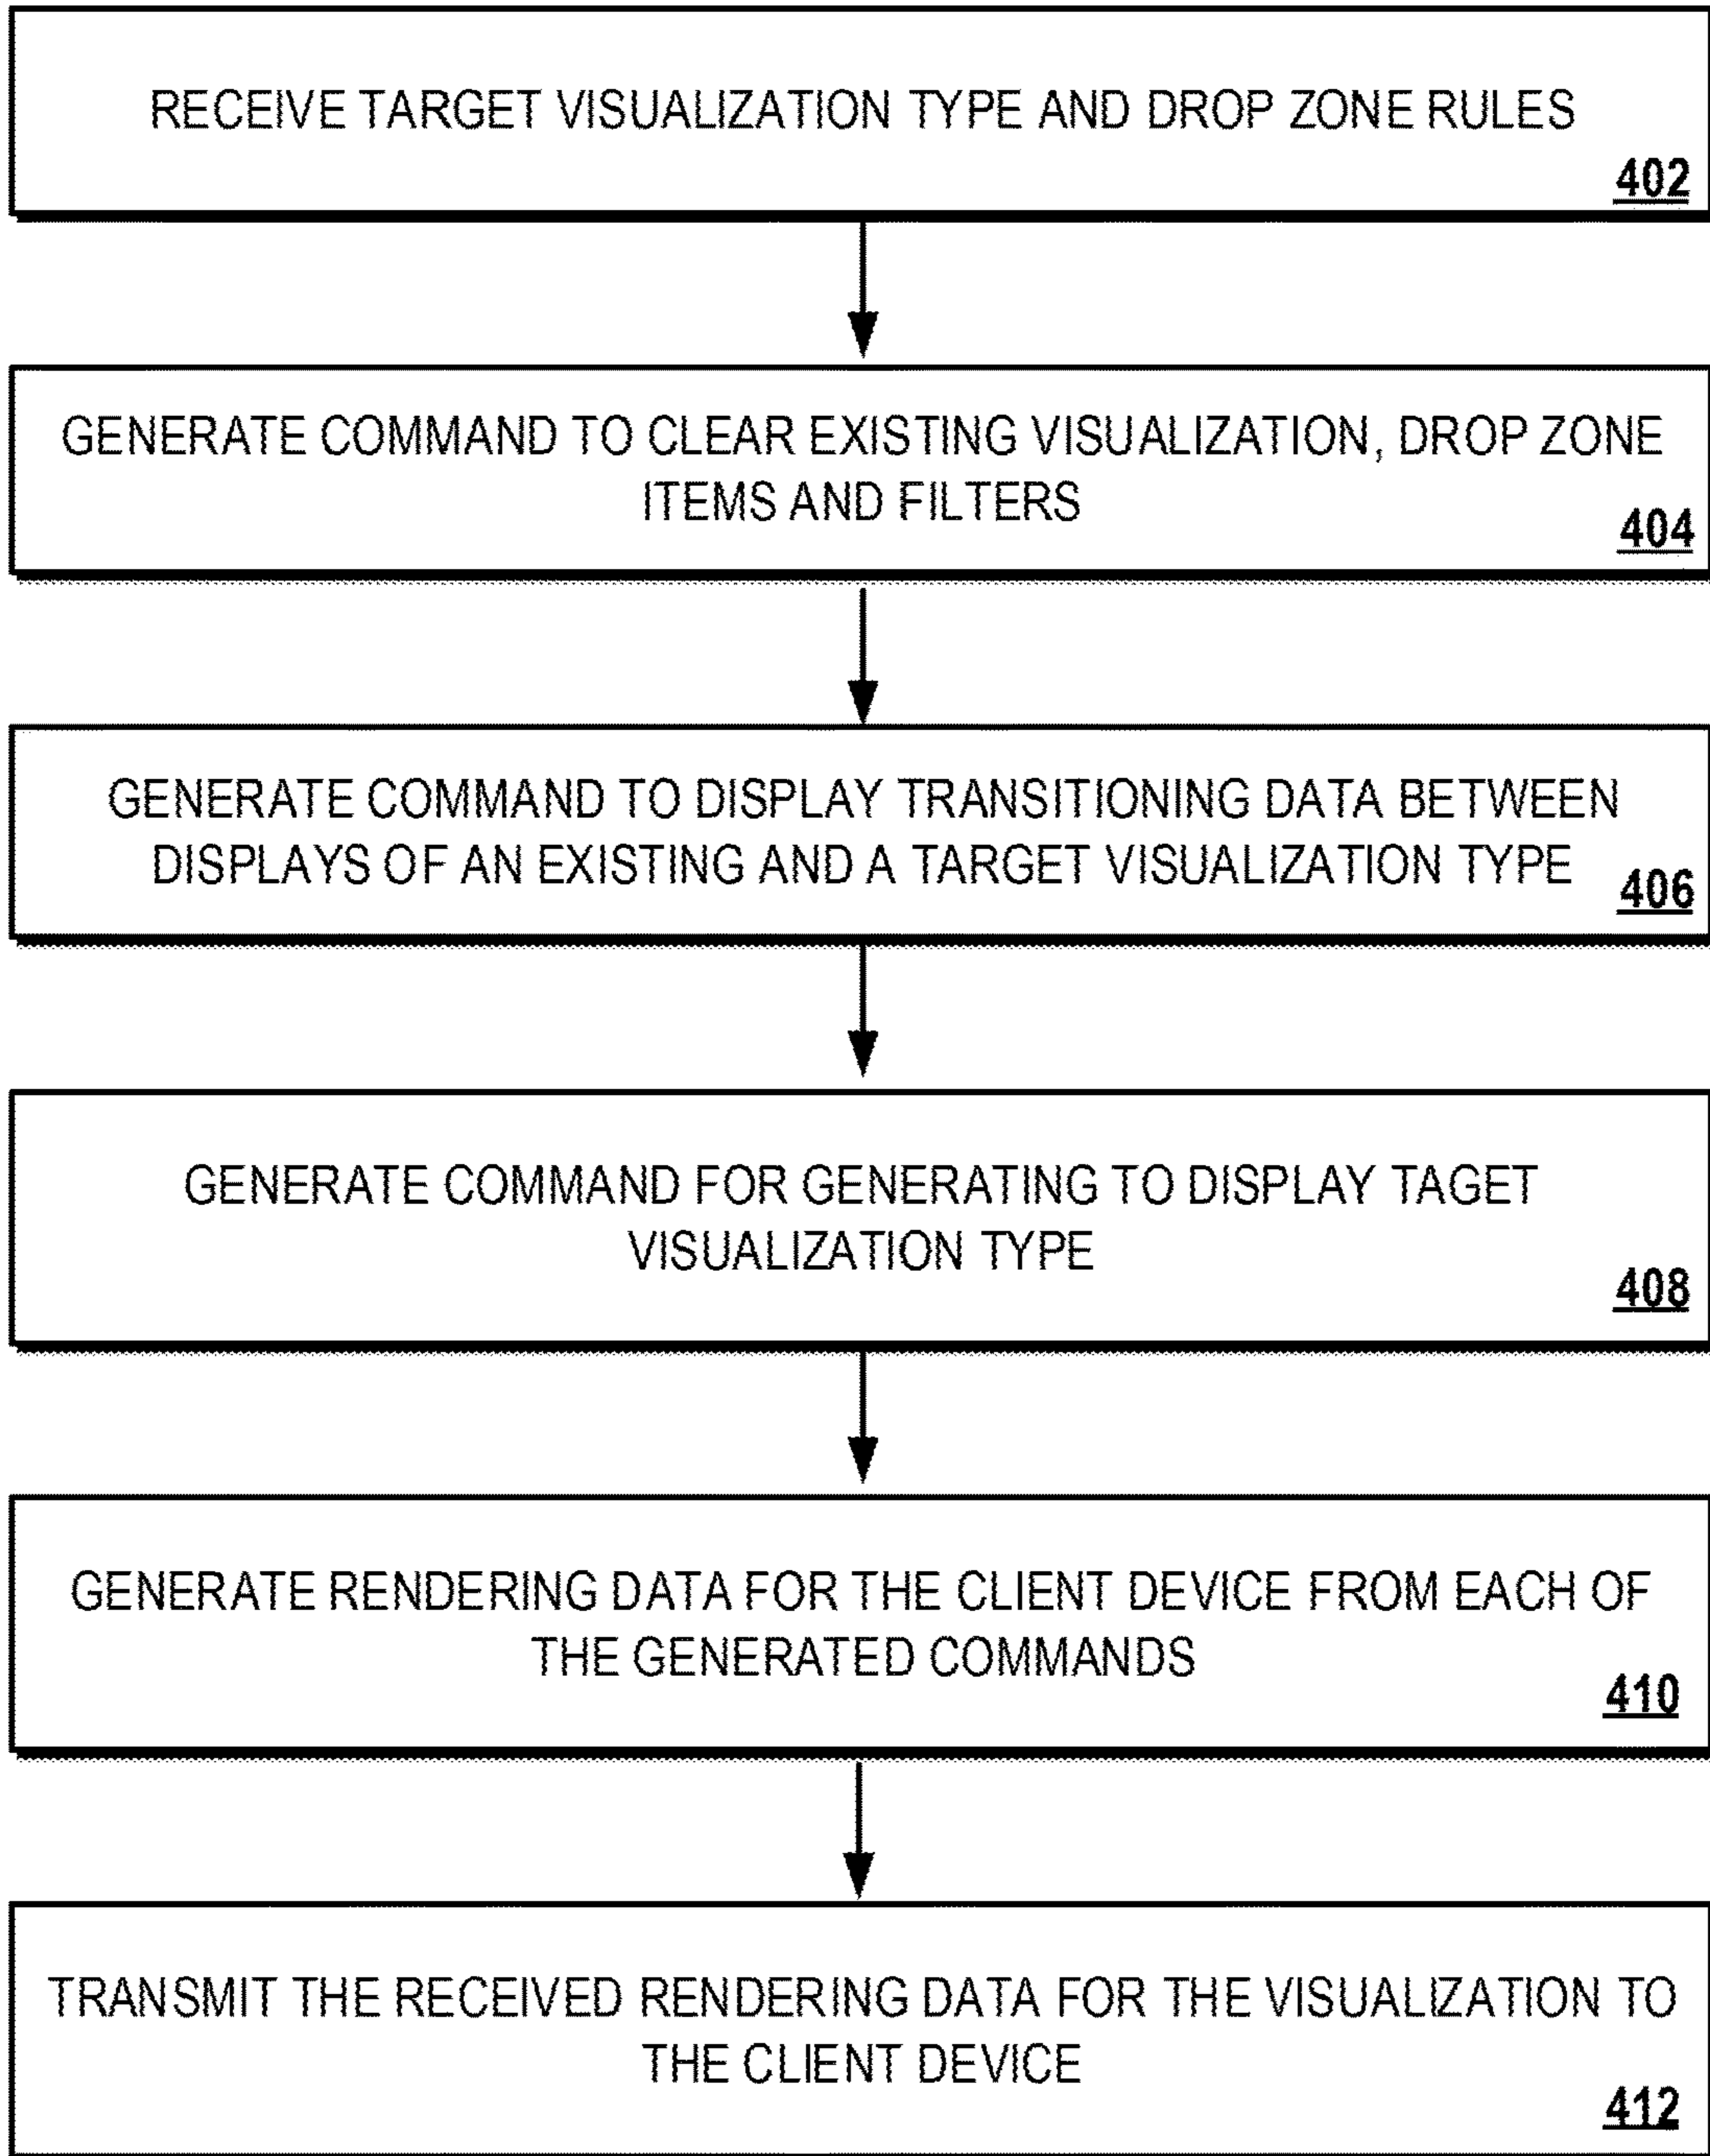 RECEIVE TARGET VISUALIZATION TYPE AND DROP ZONE RULES
402
GENERATE COMMAND TO CLEAR EXISTING VISUALIZATION, DROP ZONE
ITEMS AND FILTERS
404
GENERATE COMMAND TO DISPLAY TRANSITIONING DATA BETWEEN
DISPLAYS OF AN EXISTING AND A TARGET VISUALIZATION TYPE
406
GENERATE COMMAND FOR GENERATING TO DISPLAY TAGET
VISUALIZATION TYPE
408
GENERATE RENDERING DATA FOR THE CLIENT DEVICE FROM EACH OF
THE GENERATED COMMANDS
410
TRANSMIT THE RECEIVED RENDERING DATA FOR THE VISUALIZATION TO
THE CLIENT DEVICE
412